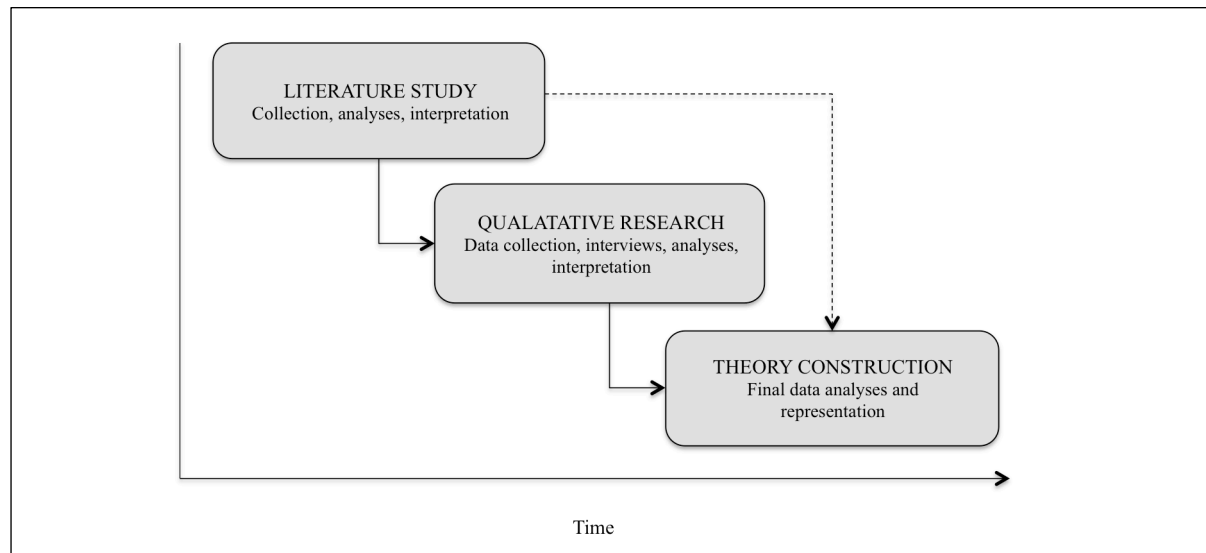 LITERATURE STUDY
Collection, analyses, interpretation
QUALATATIVE RESEARCH
Data collection, interviews, analyses,
interpretation
THEORY CONSTRUCTION
Final data analyses and
representation
Time